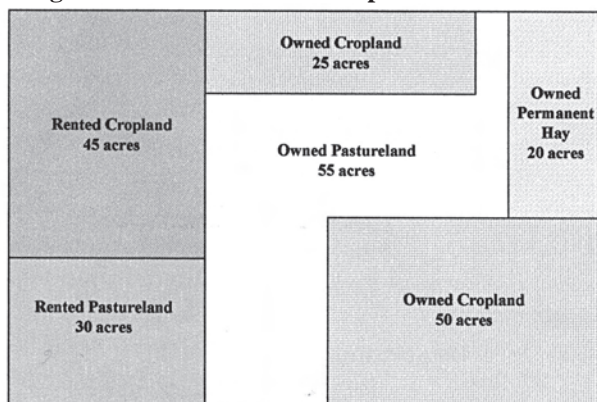 Owned Cropland
25 acres
Rented Cropland
45 acres
Owned Pastureland
55 acres
Owned
Permanent
Hay
20 acres
Rented Pastureland
30 acres
Owned Cropland
50 acres